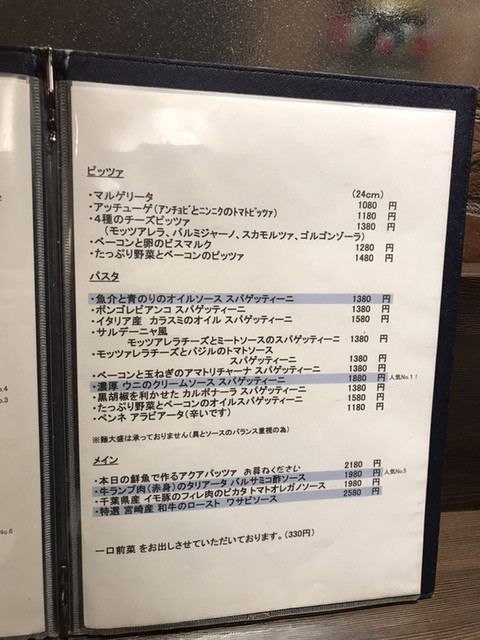 ピッツァ
(24cm)
・マルゲリータ 1080 円
・アッチューゲ(アンチョビとニンニクのトマトピッツァ) 1180 円
・4種のチーズピッツァ 1380 円
(モッツアレラ、パルミジャーノ、スカモルツァ、ゴルゴンゾーラ)
・ベーコンと卵のビスマルク 1280 円
・たっぷり野菜とベーコンのピッツァ 1480 円
パスタ
・魚介と青のりのオイルソース スパゲッティーニ 1380 円
・ボンゴレビアンコ スパゲッティーニ 1380 円
・イタリア産 カラスミのオイル スパゲッティーニ 1580 円
・サルデーニャ風
モッツァレラチーズとミートソースのスパゲッティーニ 1380 円
・モッツァレラチーズとバジルのトマトソース
スパゲッティーニ 1380 円
・ベーコンと玉ねぎのアマトリチャーナ スパゲッティーニ 1380 円
・濃厚 ウニのクリームソース スパゲッティーニ 1880 円 人気No.1!
・黒胡椒を利かせた カルボナーラ スパゲッティーニ 1380 円
・たっぷり野菜とベーコンのオイルスパゲッティーニ 1580 円
・ペンネ アラビアータ(辛いです) 1180 円
※麺大盛は承っておりません(具とソースのバランス重視の為)
メイン
・本日の鮮魚で作るアクアパッツァ お尋ねください 2180 円
・牛ランプ肉(赤身)のタリアータ バルサミコ酢ソース 1980 円 人気No.5
・千葉県産 イモ豚のフィレ肉のピカタ トマトオレガノソース 1980 円
・特選 宮崎産 和牛のロースト ワサビソース 2580 円
一口前菜 をお出しさせていただいております。(330円)
No.4
No.3
No.6